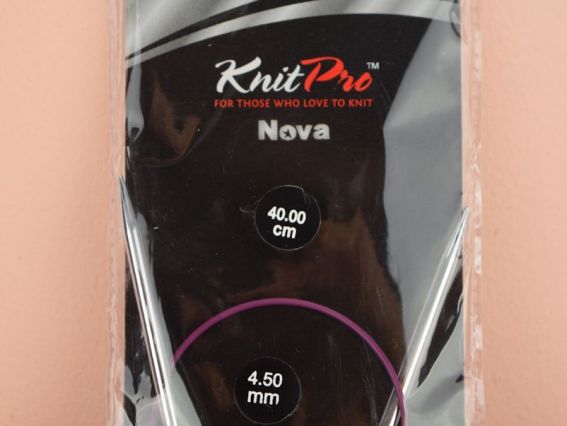 KnitPro™
FOR THOSE WHO LOVE TO KNIT
Nova
40.00
cm
4.50
mm